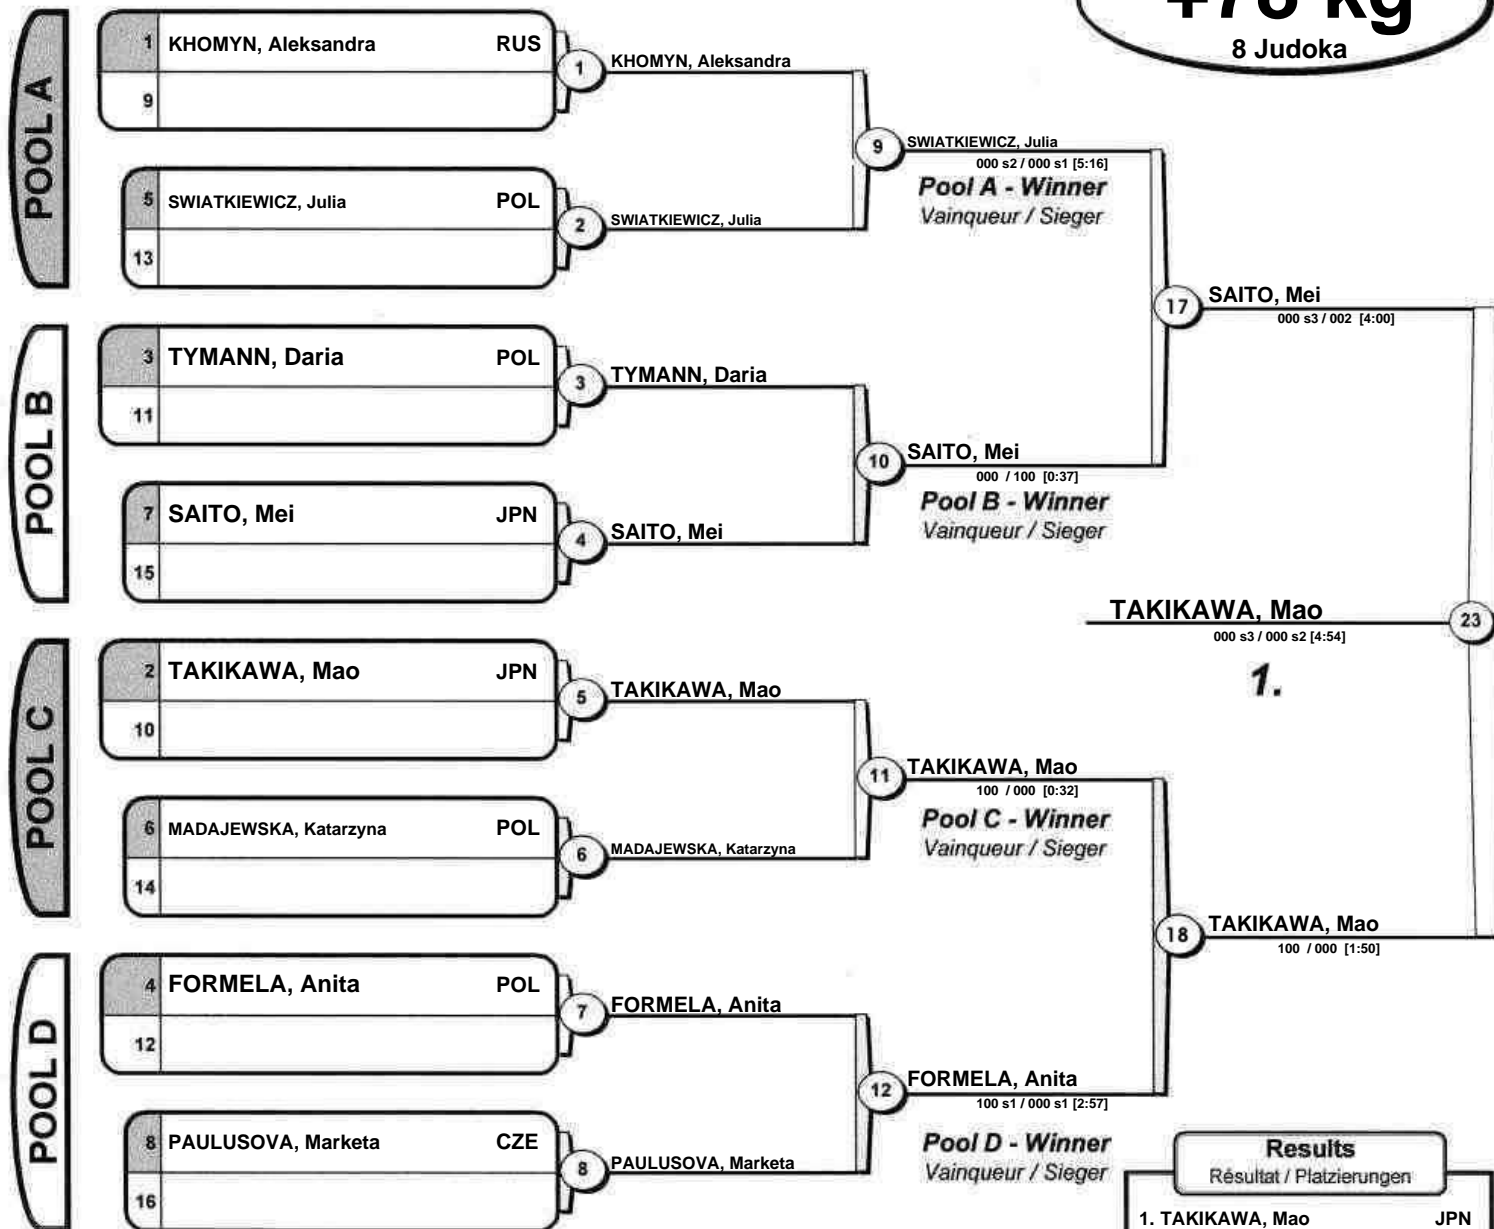 +78 kg
8 Judoka
POOL A
1 KHOMYN, Aleksandra RUS
9
1 KHOMYN, Aleksandra
5 SWIATKIEWICZ, Julia POL
13
2 SWIATKIEWICZ, Julia
9 SWIATKIEWICZ, Julia
000 s2 / 000 s1 [5:16]
Pool A - Winner
Vainqueur / Sieger
POOL B
3 TYMANN, Daria POL
11
3 TYMANN, Daria
7 SAITO, Mei JPN
15
4 SAITO, Mei
10 SAITO, Mei
000 / 100 [0:37]
Pool B - Winner
Vainqueur / Sieger
17 SAITO, Mei
000 s3 / 002 [4:00]
TAKIKAWA, Mao 23
000 s3 / 000 s2 [4:54]
1.
POOL C
2 TAKIKAWA, Mao JPN
10
5 TAKIKAWA, Mao
6 MADAJEWSKA, Katarzyna POL
14
6 MADAJEWSKA, Katarzyna
11 TAKIKAWA, Mao
100 / 000 [0:32]
Pool C - Winner
Vainqueur / Sieger
18 TAKIKAWA, Mao
100 / 000 [1:50]
POOL D
4 FORMELA, Anita POL
12
7 FORMELA, Anita
8 PAULUSOVA, Marketa CZE
16
8 PAULUSOVA, Marketa
12 FORMELA, Anita
100 s1 / 000 s1 [2:57]
Pool D - Winner
Vainqueur / Sieger
Results
Résultat / Platzierungen
1. TAKIKAWA, Mao JPN